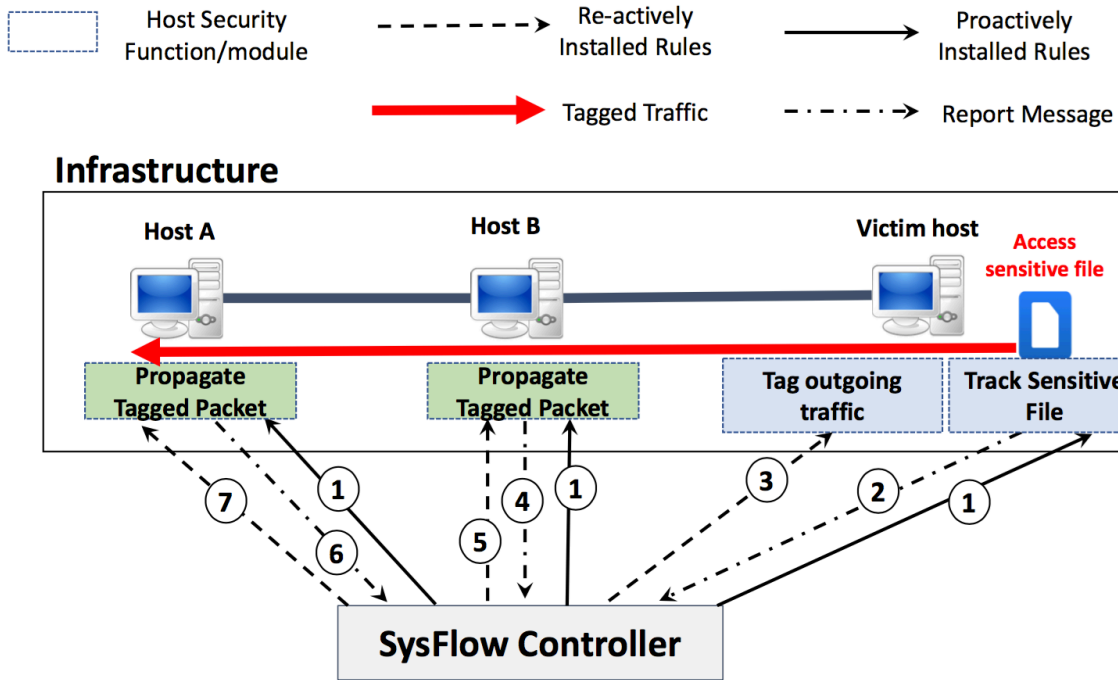 Host Security
Function/module
Re-actively
Installed Rules
Proactively
Installed Rules
Tagged Traffic
Report Message
Infrastructure
Host A
Host B
Victim host
Access
sensitive file
Propagate
Tagged Packet
Propagate
Tagged Packet
Tag outgoing
traffic
Track Sensitive
File
7
1
6
5
4
1
3
2
1
SysFlow Controller